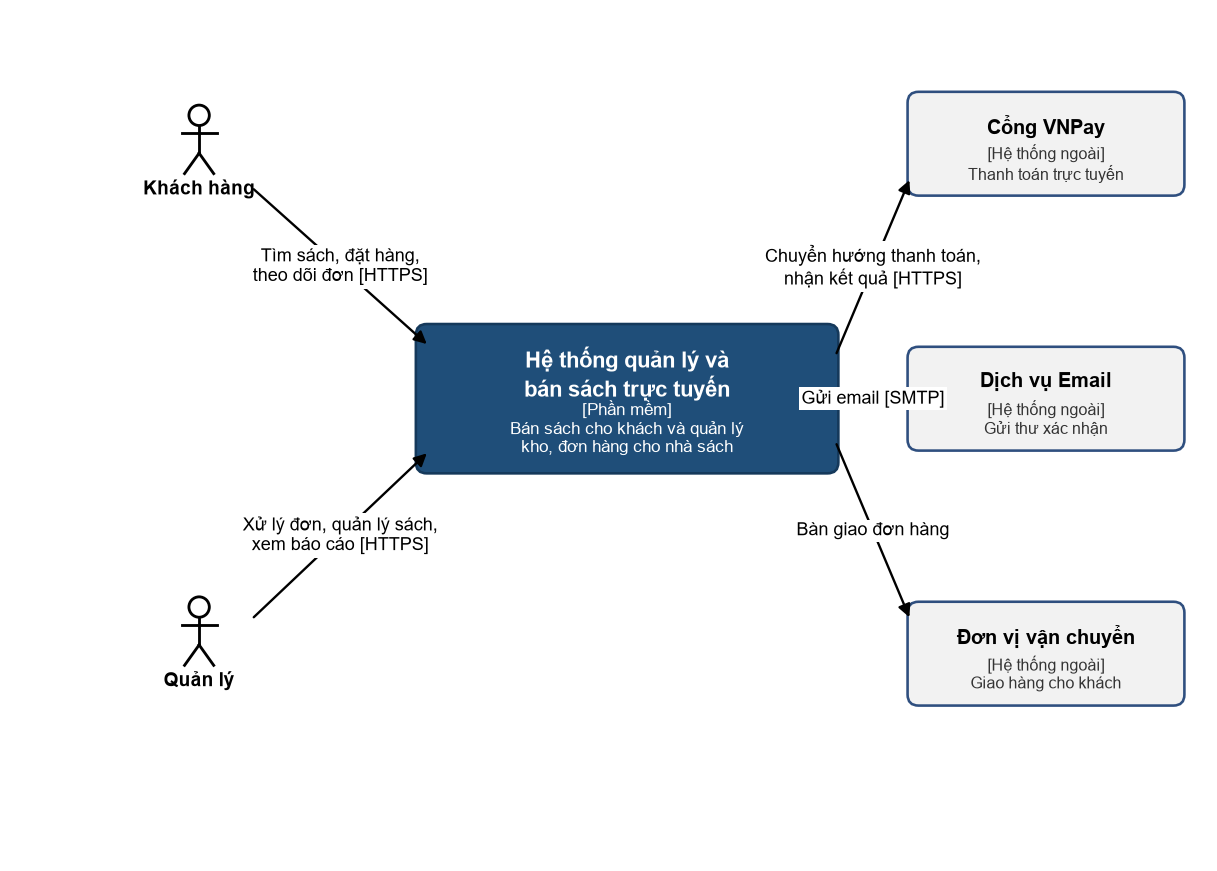 Khách hàng
Tìm sách, đặt hàng,
theo dõi đơn [HTTPS]
Cổng VNPay
[Hệ thống ngoài]
Thanh toán trực tuyến
Chuyển hướng thanh toán,
nhận kết quả [HTTPS]
Hệ thống quản lý và
bán sách trực tuyến
[Phần mềm]
Bán sách cho khách và quản lý
kho, đơn hàng cho nhà sách
Gửi email [SMTP]
Dịch vụ Email
[Hệ thống ngoài]
Gửi thư xác nhận
Xử lý đơn, quản lý sách,
xem báo cáo [HTTPS]
Bàn giao đơn hàng
Quản lý
Đơn vị vận chuyển
[Hệ thống ngoài]
Giao hàng cho khách